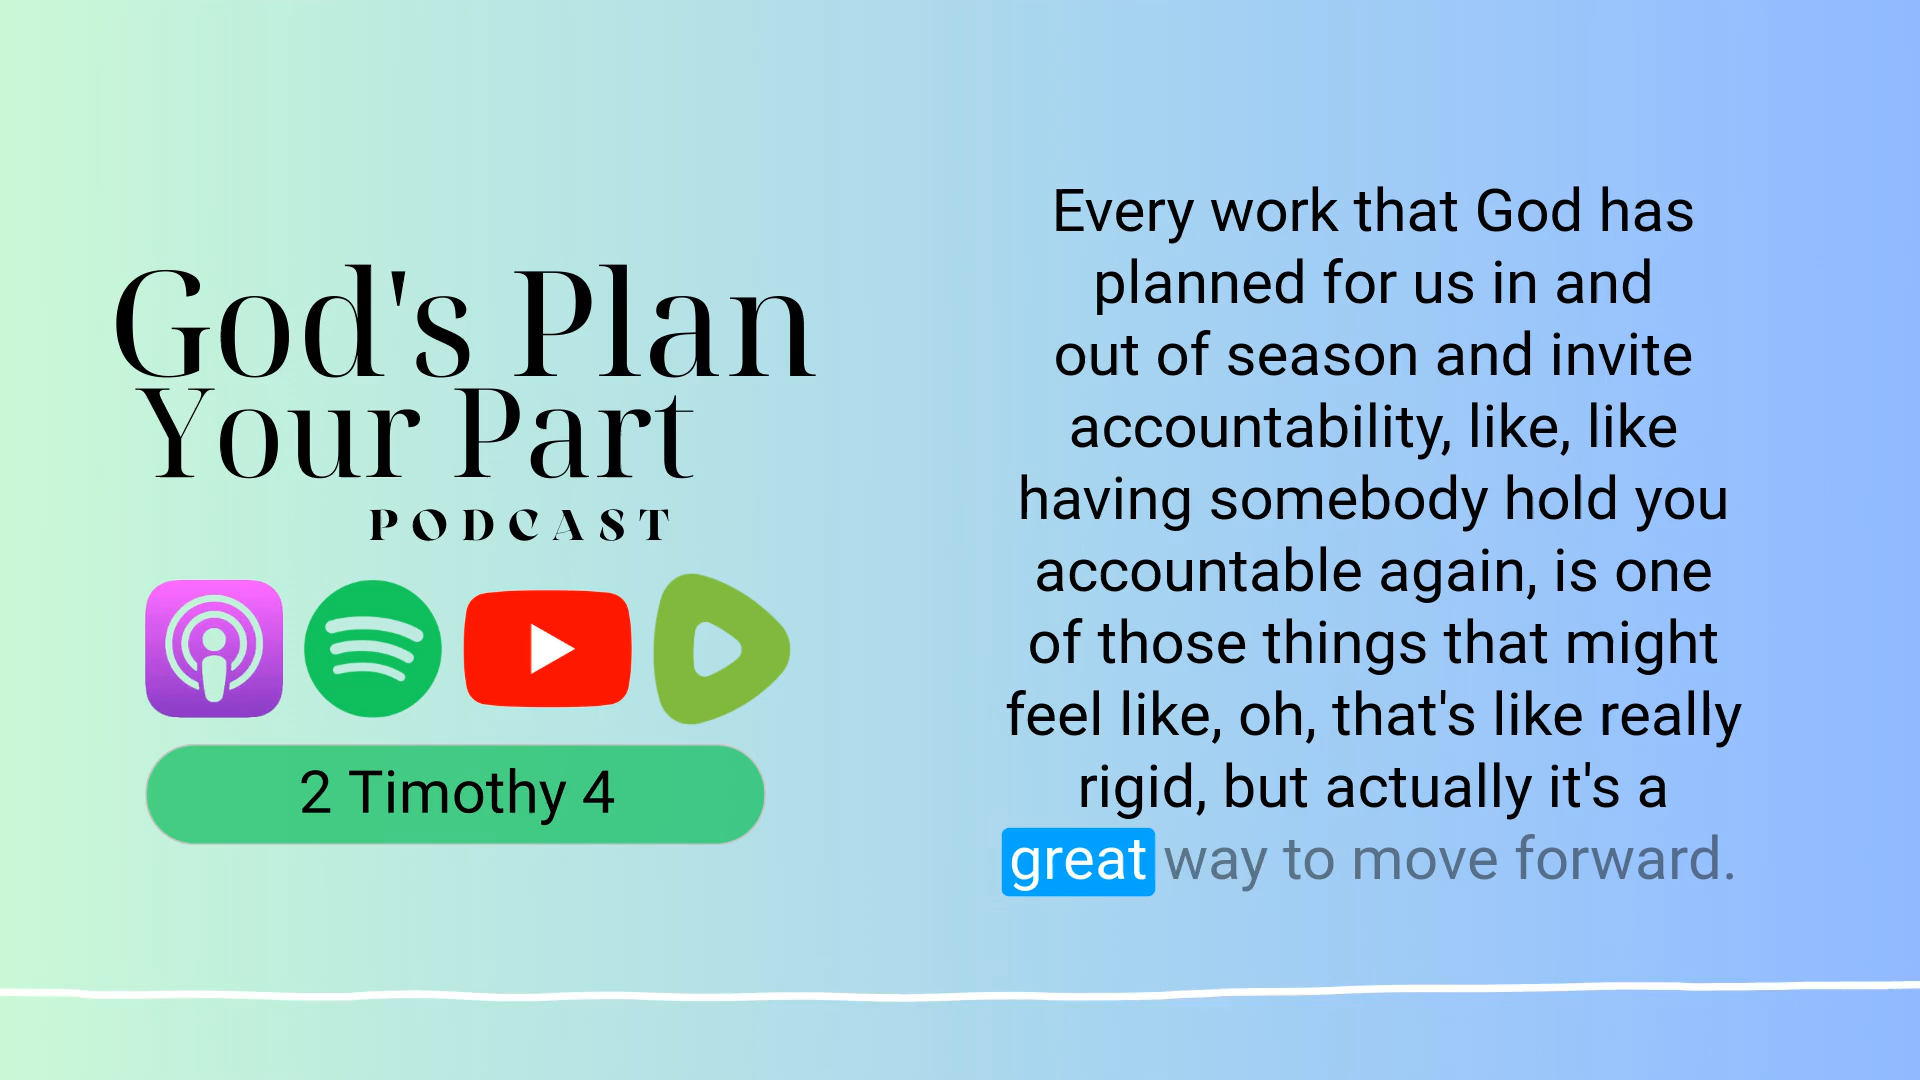 God's Plan
Your Part
PODCAST
2 Timothy 4
Every work that God has
planned for us in and
out of season and invite
accountability, like, like
having somebody hold you
accountable again, is one
of those things that might
feel like, oh, that's like really
rigid, but actually it's a
great way to move forward.